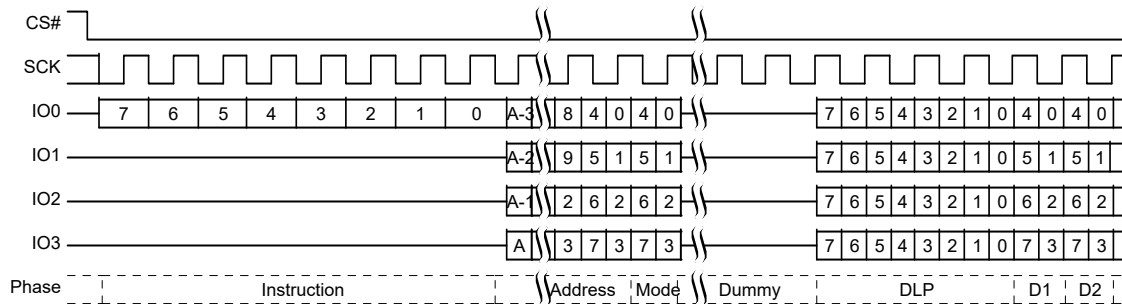 CS#
SCK
IO0 7 6 5 4 3 2 1 0 A-3 8 4 0 4 0 7 6 5 4 3 2 1 0 4 0 4 0
IO1 A-2 9 5 1 5 1 7 6 5 4 3 2 1 0 5 1 5 1
IO2 A-1 2 6 2 6 2 7 6 5 4 3 2 1 0 6 2 6 2
IO3 A 3 7 3 7 3 7 6 5 4 3 2 1 0 7 3 7 3
Phase Instruction Address Mode Dummy DLP D1 D2